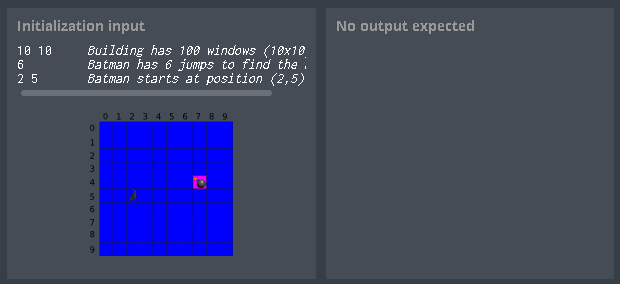 Initialization input
No output expected
10 10 Building has 100 windows (10x10
6 Batman has 6 jumps to find the
2 5 Batman starts at position (2,5)
0 1 2 3 4 5 6 7 8 9
0
1
2
3
4
5
6
7
8
9